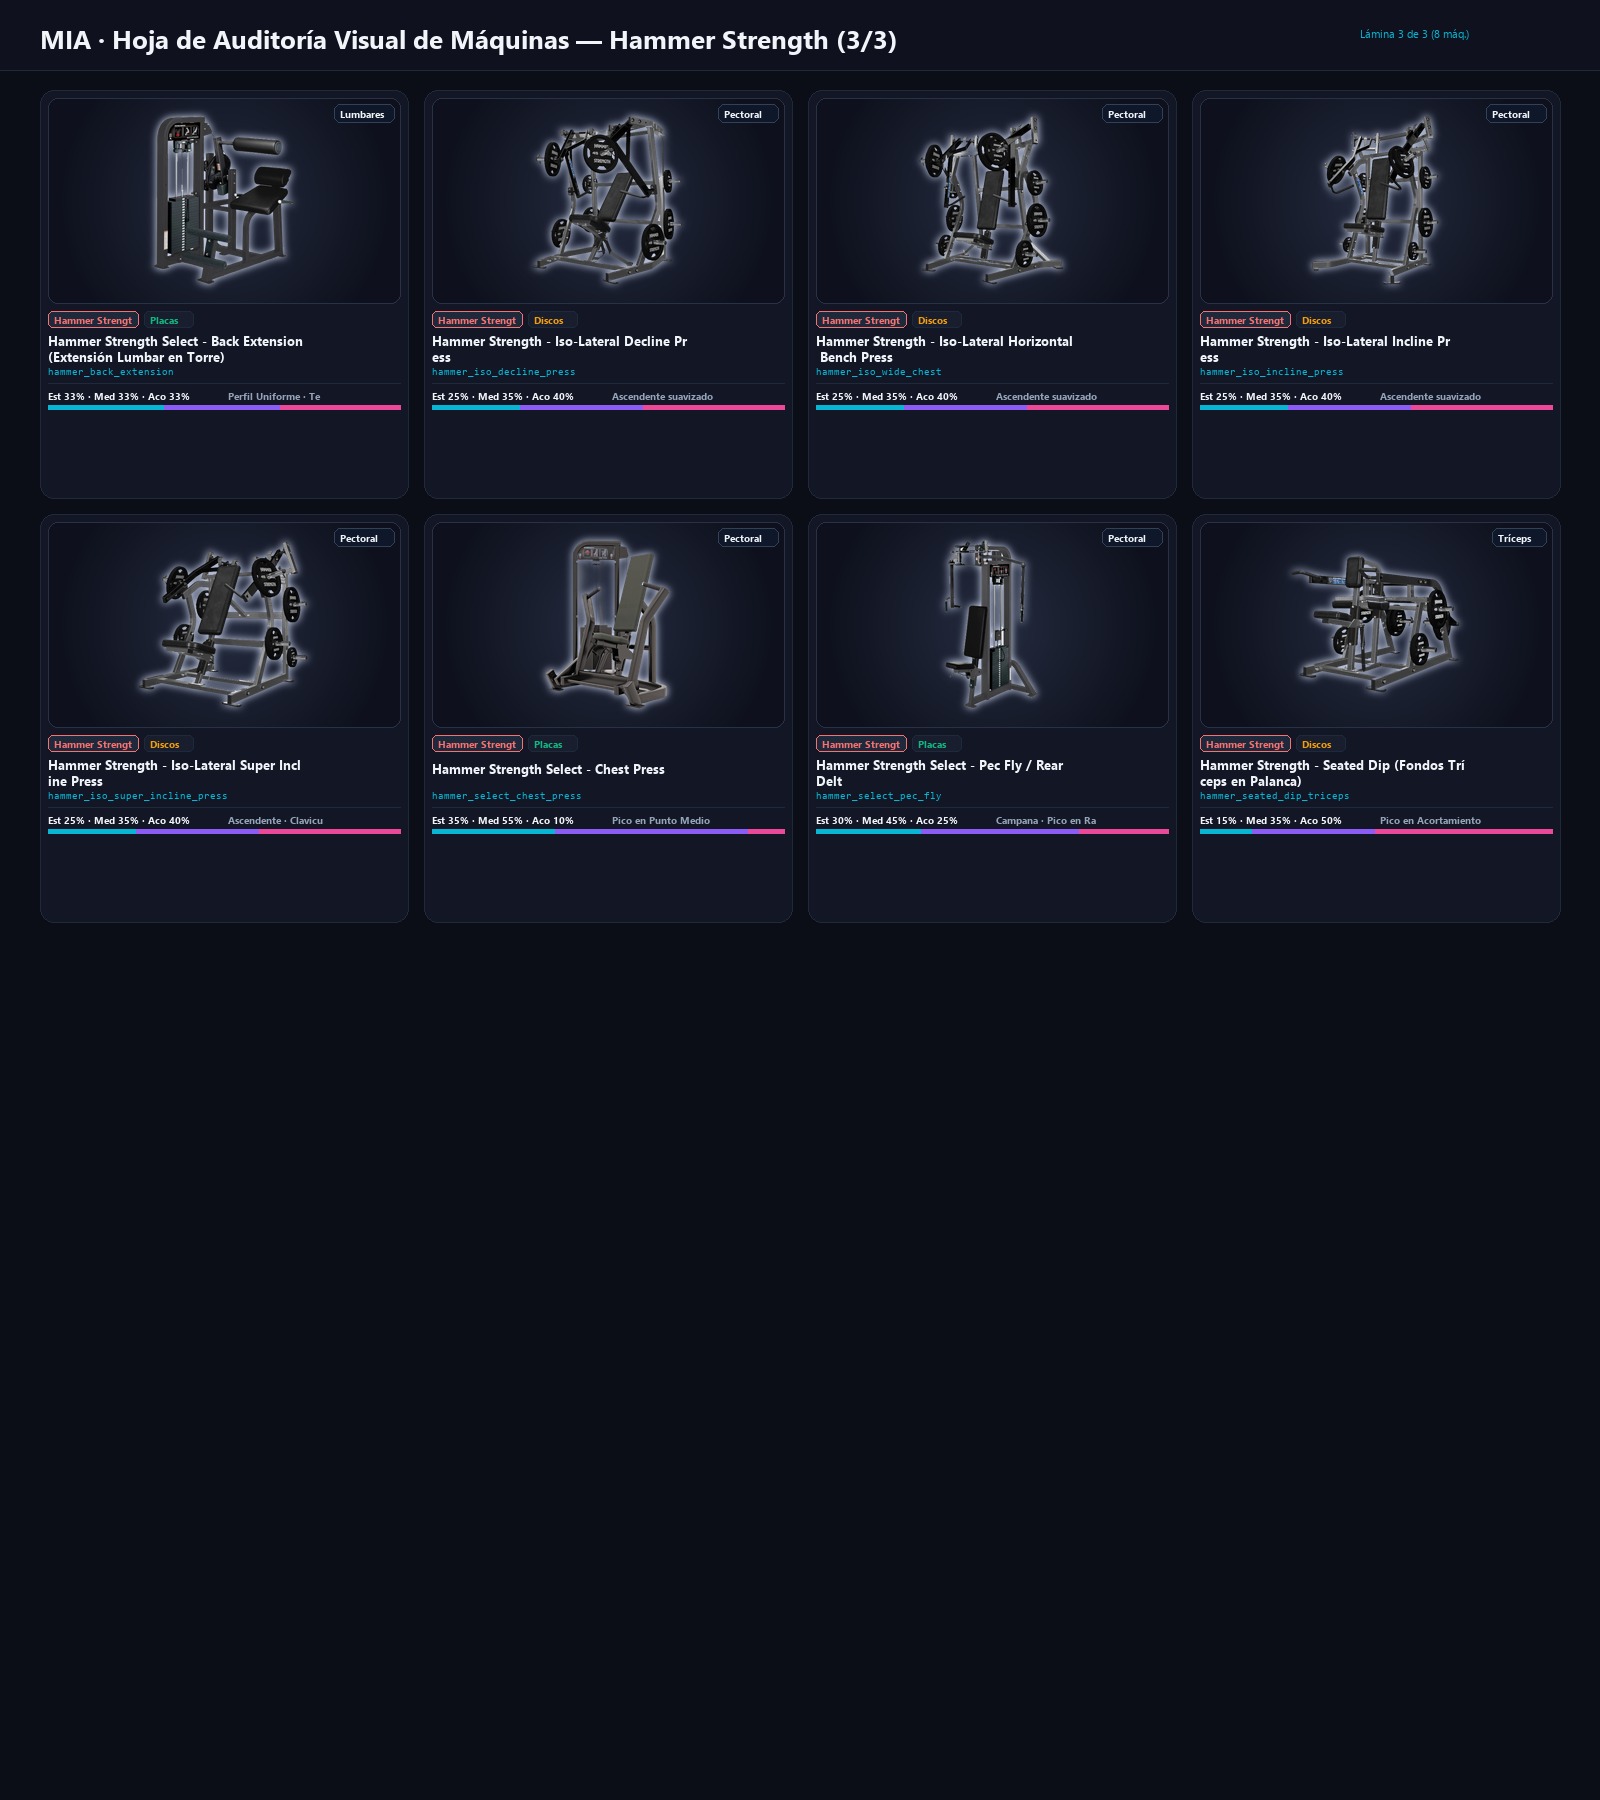 MIA · Hoja de Auditoría Visual de Máquinas — Hammer Strength (3/3)
Lámina 3 de 3 (8 máq.)
Lumbares
Hammer Strengt
Placas
Hammer Strength Select - Back Extension
(Extensión Lumbar en Torre)
hammer_back_extension
Est 33% · Med 33% · Aco 33%
Perfil Uniforme · Te
Pectoral
Hammer Strengt
Discos
Hammer Strength - Iso-Lateral Decline Pr
ess
hammer_iso_decline_press
Est 25% · Med 35% · Aco 40%
Ascendente suavizado
Pectoral
Hammer Strengt
Discos
Hammer Strength - Iso-Lateral Horizontal
Bench Press
hammer_iso_wide_chest
Est 25% · Med 35% · Aco 40%
Ascendente suavizado
Pectoral
Hammer Strengt
Discos
Hammer Strength - Iso-Lateral Incline Pr
ess
hammer_iso_incline_press
Est 25% · Med 35% · Aco 40%
Ascendente suavizado
Pectoral
Hammer Strengt
Discos
Hammer Strength - Iso-Lateral Super Incl
ine Press
hammer_iso_super_incline_press
Est 25% · Med 35% · Aco 40%
Ascendente · Clavicu
Pectoral
Hammer Strengt
Placas
Hammer Strength Select - Chest Press
hammer_select_chest_press
Est 35% · Med 55% · Aco 10%
Pico en Punto Medio
Pectoral
Hammer Strengt
Placas
Hammer Strength Select - Pec Fly / Rear
Delt
hammer_select_pec_fly
Est 30% · Med 45% · Aco 25%
Campana · Pico en Ra
Tríceps
Hammer Strengt
Discos
Hammer Strength - Seated Dip (Fondos Trí
ceps en Palanca)
hammer_seated_dip_triceps
Est 15% · Med 35% · Aco 50%
Pico en Acortamiento